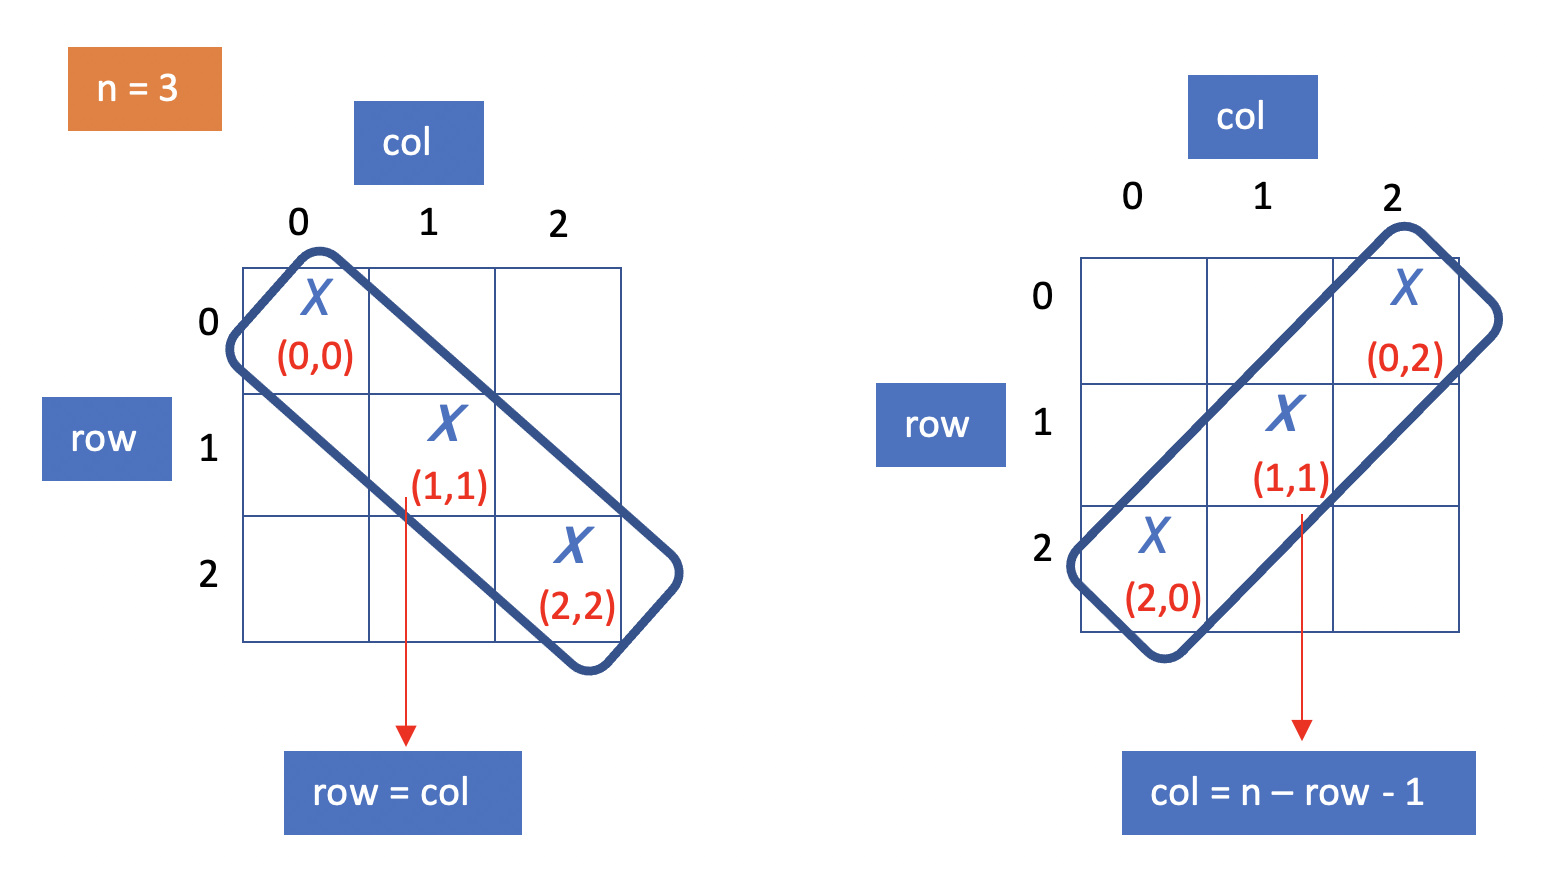 n = 3
col
0 1 2
0
X
(0,0)
row
1
X
(1,1)
2
X
(2,2)
row = col
col
0 1 2
0
X
(0,2)
row
1
X
(1,1)
2
X
(2,0)
col = n – row - 1